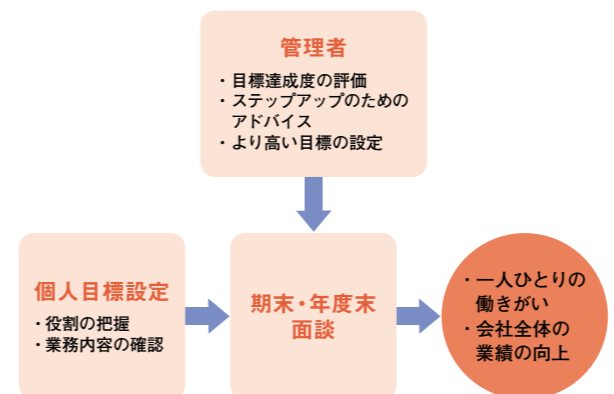 管理者
・目標達成度の評価
・ステップアップのための
アドバイス
・より高い目標の設定
個人目標設定
・役割の把握
・業務内容の確認
期末・年度末
面談
・一人ひとりの
働きがい
・会社全体の
業績の向上